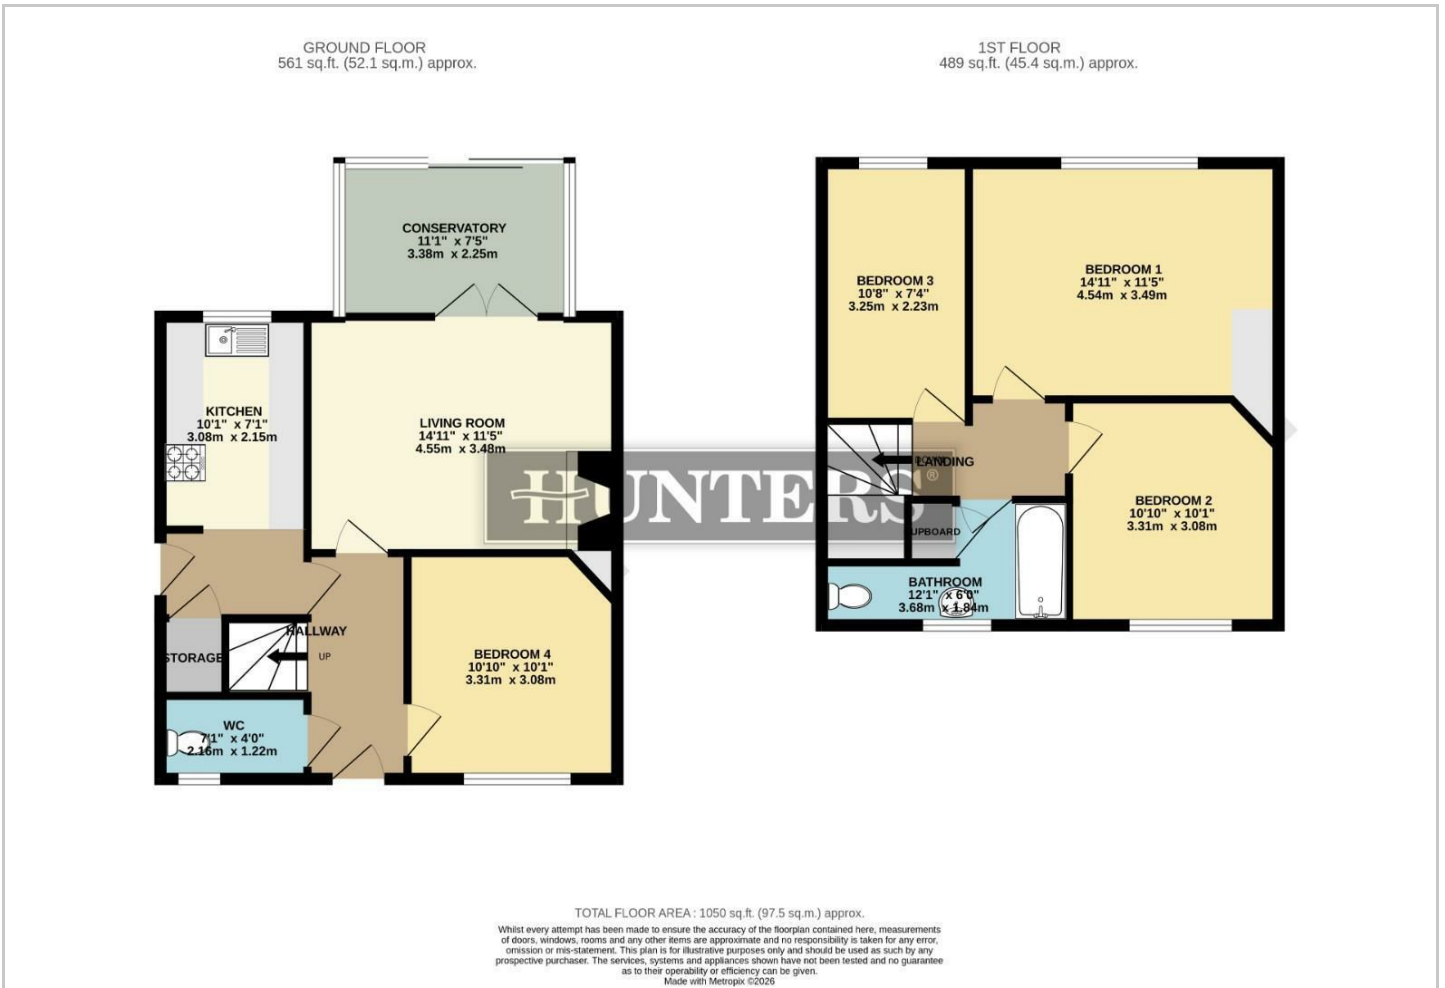 GROUND FLOOR
561 sq.ft. (52.1 sq.m.) approx.
1ST FLOOR
489 sq.ft. (45.4 sq.m.) approx.
CONSERVATORY
11'1" x 7'5"
3.38m x 2.25m
KITCHEN
10'1" x 7'1"
3.08m x 2.15m
LIVING ROOM
14'11" x 11'5"
4.55m x 3.48m
HALLWAY
UP
STORAGE
WC
7'1" x 4'0"
2.16m x 1.22m
BEDROOM 4
10'10" x 10'1"
3.31m x 3.08m
BEDROOM 3
10'8" x 7'4"
3.25m x 2.23m
BEDROOM 1
14'11" x 11'5"
4.54m x 3.49m
LANDING
BEDROOM 2
10'10" x 10'1"
3.31m x 3.08m
UPBOARD
BATHROOM
12'1" x 6'0"
3.68m x 1.84m
HUNTERS®
TOTAL FLOOR AREA : 1050 sq.ft. (97.5 sq.m.) approx.
Whilst every attempt has been made to ensure the accuracy of the floorplan contained here, measurements
of doors, windows, rooms and any other items are approximate and no responsibility is taken for any error,
omission or mis-statement. This plan is for illustrative purposes only and should be used as such by any
prospective purchaser. The services, systems and appliances shown have not been tested and no guarantee
as to their operability or efficiency can be given.
Made with Metropix ©2026